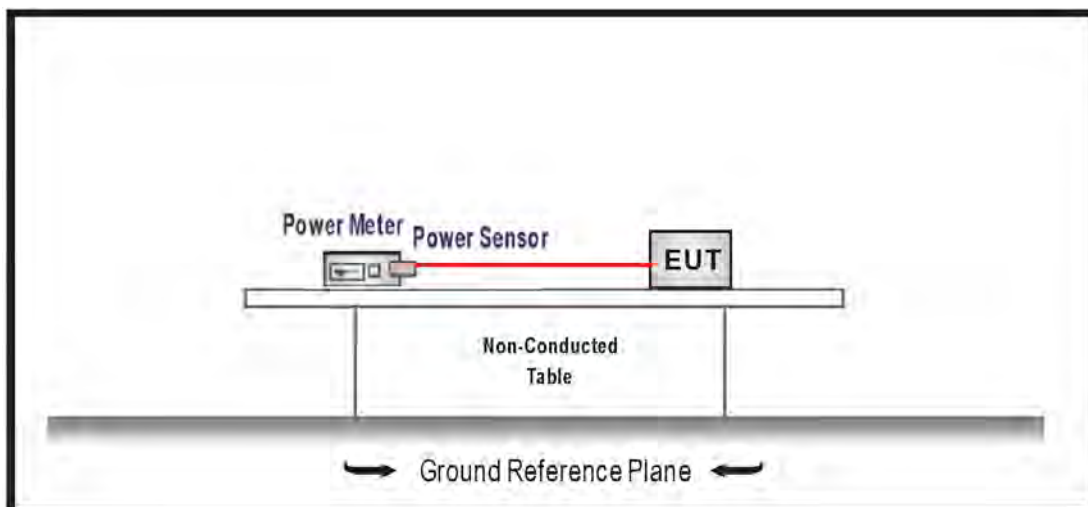 Power Meter
Power Sensor
EUT
Non-Conducted
Table
Ground Reference Plane